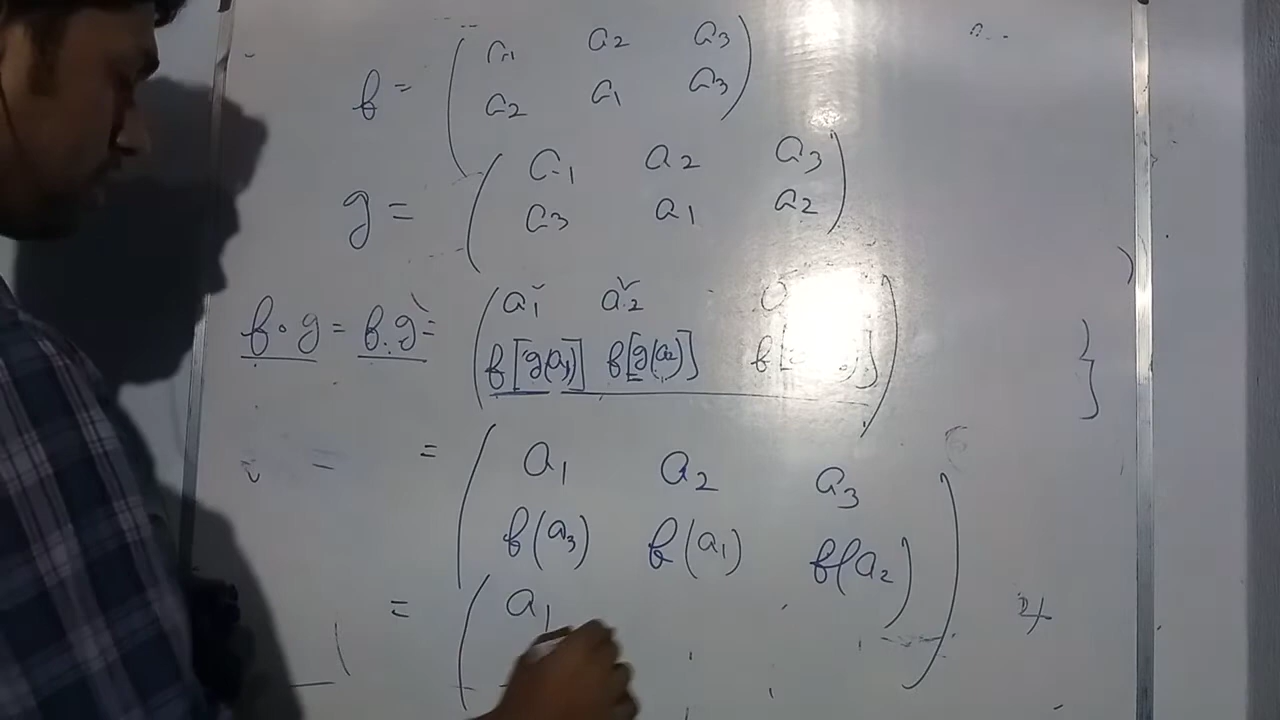 a1 a2 a3
f =
a2 a1 a3
a1 a2 a3
g =
a3 a1 a2
a1 a2
f · g = f.g =
f[g(a1)] f[g(a2)] f[
= a1 a2 a3
f(a3) f(a1) f(a2)
= ( a1